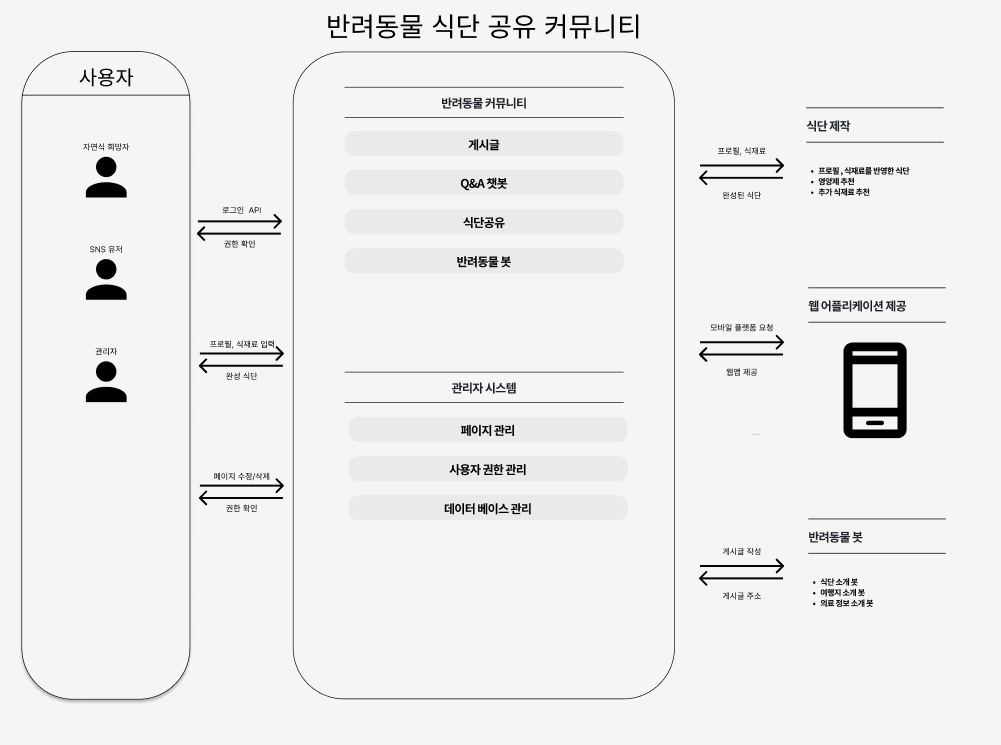 반려동물 식단 공유 커뮤니티
사용자
자연식 희망자
SNS 유저
관리자
로그인 API
권한 확인
프로필, 식재료 입력
완성 식단
페이지 수정/삭제
권한 확인
반려동물 커뮤니티
게시글
Q&A 챗봇
식단공유
반려동물 봇
관리자 시스템
페이지 관리
사용자 권한 관리
데이터 베이스 관리
프로필, 식재료
완성된 식단
모바일 플랫폼 요청
웹앱 제공
...
게시글 작성
게시글 주소
식단 제작
• 프로필 , 식재료를 반영한 식단
• 영양제 추천
• 추가 식재료 추천
웹 어플리케이션 제공
반려동물 봇
• 식단 소개 봇
• 여행지 소개 봇
• 의료 정보 소개 봇